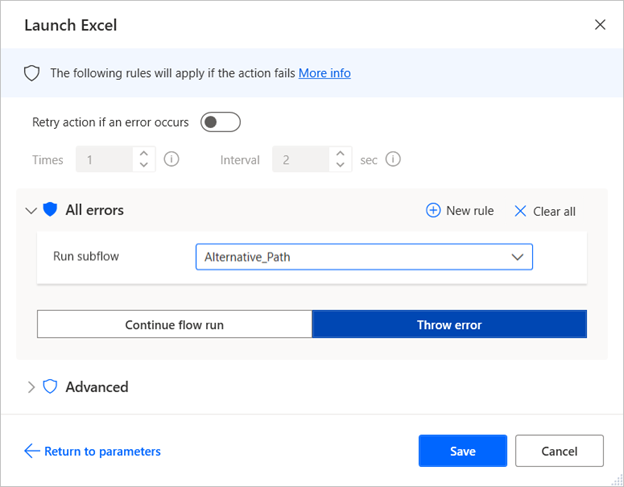 Launch Excel
The following rules will apply if the action fails More info
Retry action if an error occurs
Times 1 Interval 2 sec
All errors New rule Clear all
Run subflow Alternative_Path
Continue flow run Throw error
Advanced
Return to parameters Save Cancel